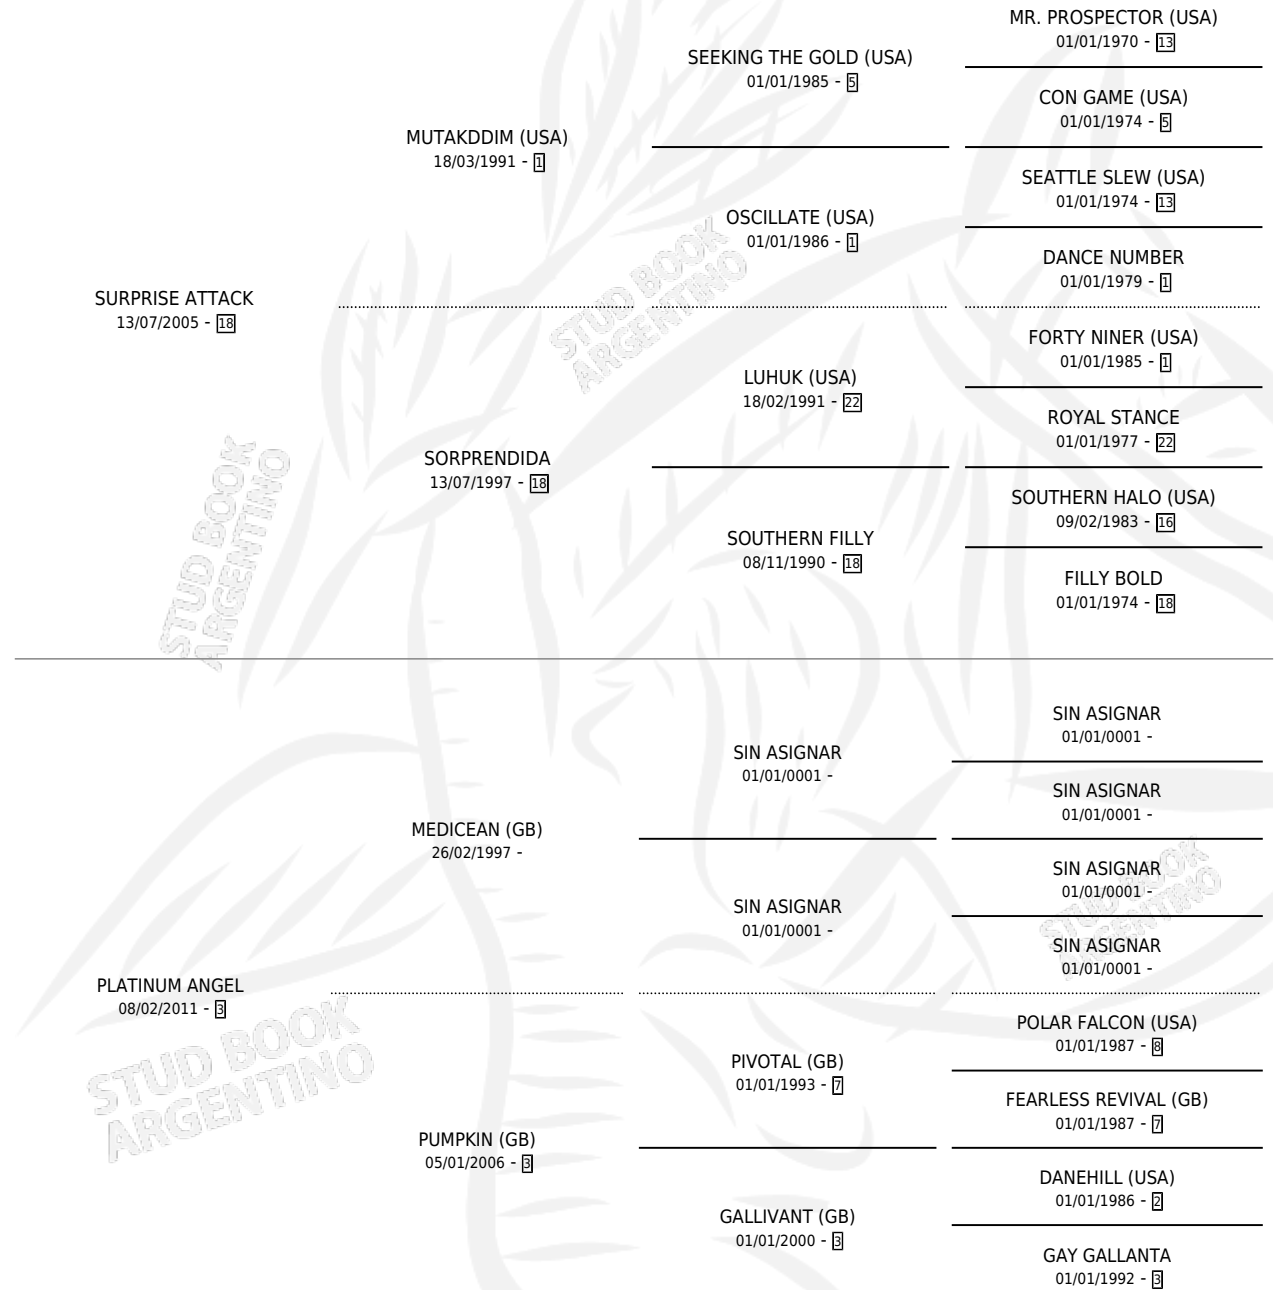 MR. PROSPECTOR (USA)
01/01/1970 - 13
SEEKING THE GOLD (USA)
01/01/1985 - 5
CON GAME (USA)
01/01/1974 - 5
MUTAKDDIM (USA)
18/03/1991 - 1
SEATTLE SLEW (USA)
01/01/1974 - 13
OSCILLATE (USA)
01/01/1986 - 1
DANCE NUMBER
01/01/1979 - 1
SURPRISE ATTACK
13/07/2005 - 18
STUD BOOK
ARGENTINO
FORTY NINER (USA)
01/01/1985 - 1
LUHUK (USA)
18/02/1991 - 22
ROYAL STANCE
01/01/1977 - 22
SORPRENDIDA
13/07/1997 - 18
SOUTHERN HALO (USA)
09/02/1983 - 16
SOUTHERN FILLY
08/11/1990 - 18
FILLY BOLD
01/01/1974 - 18
STUD BOOK
ARGENTINO
SIN ASIGNAR
01/01/0001 -
SIN ASIGNAR
01/01/0001 -
SIN ASIGNAR
01/01/0001 -
MEDICEAN (GB)
26/02/1997 -
SIN ASIGNAR
01/01/0001 -
SIN ASIGNAR
01/01/0001 -
SIN ASIGNAR
01/01/0001 -
STUD BOOK
ARGENTINO
PLATINUM ANGEL
08/02/2011 - 3
POLAR FALCON (USA)
01/01/1987 - 8
PIVOTAL (GB)
01/01/1993 - 7
FEARLESS REVIVAL (GB)
01/01/1987 - 7
STUD BOOK
ARGENTINO
PUMPKIN (GB)
05/01/2006 - 3
DANEHILL (USA)
01/01/1986 - 2
GALLIVANT (GB)
01/01/2000 - 3
GAY GALLANTA
01/01/1992 - 3